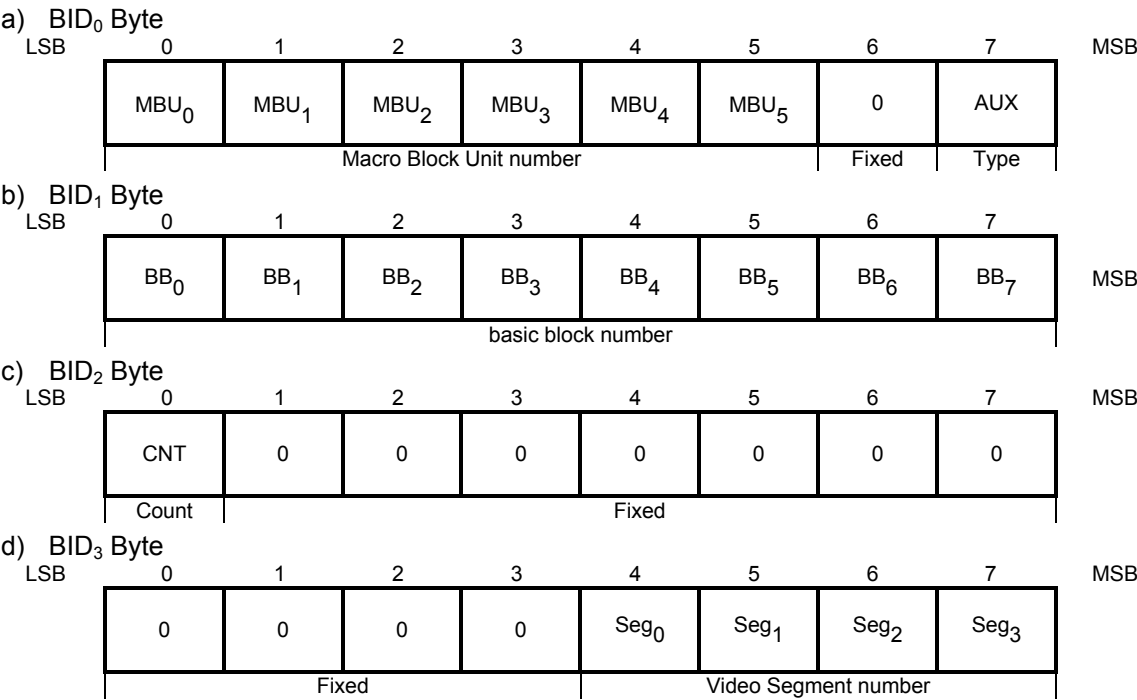 a) BID0 Byte
LSB 0 1 2 3 4 5 6 7 MSB
MBU0 MBU1 MBU2 MBU3 MBU4 MBU5 0 AUX
Macro Block Unit number Fixed Type
b) BID1 Byte
LSB 0 1 2 3 4 5 6 7
BB0 BB1 BB2 BB3 BB4 BB5 BB6 BB7 MSB
basic block number
c) BID2 Byte
LSB 0 1 2 3 4 5 6 7 MSB
CNT 0 0 0 0 0 0 0
Count Fixed
d) BID3 Byte
LSB 0 1 2 3 4 5 6 7 MSB
0 0 0 0 Seg0 Seg1 Seg2 Seg3
Fixed Video Segment number